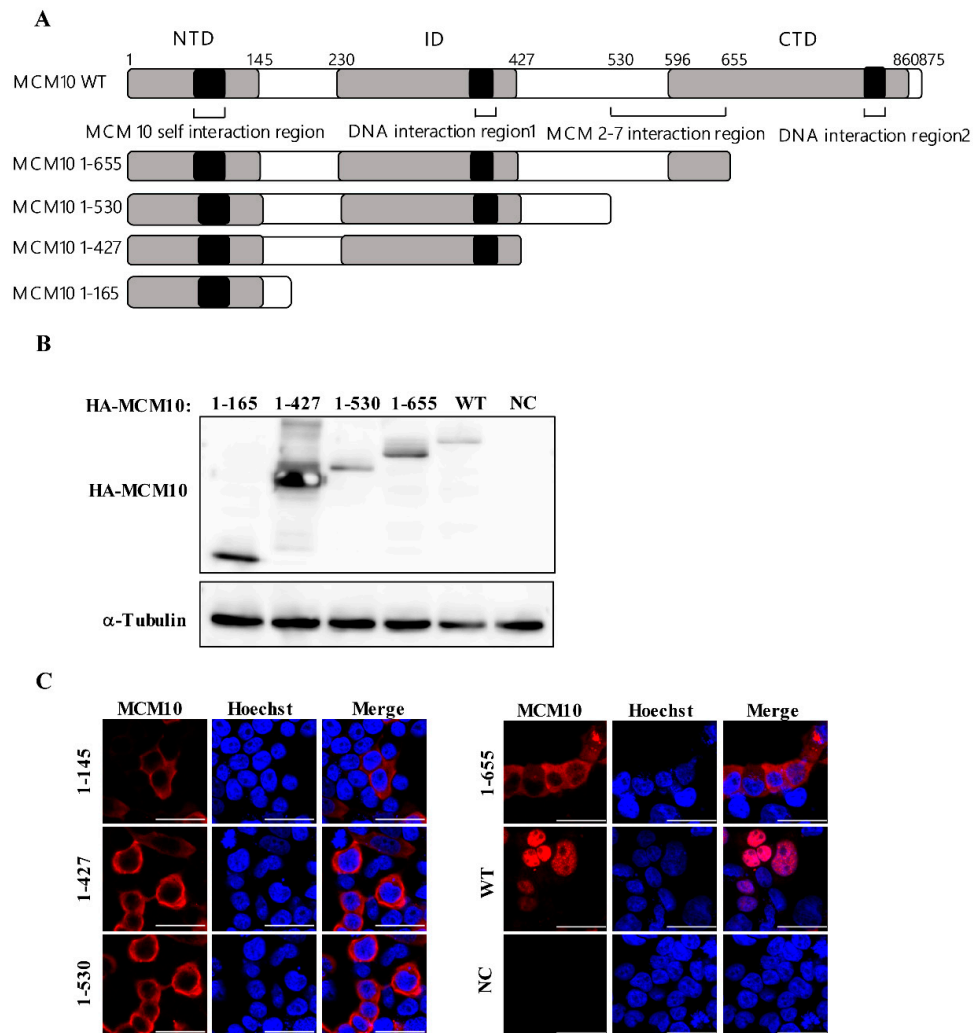 A
NTD ID CTD
1 145 230 427 530 596 655 860875
MCM10 WT
MCM 10 self interaction region DNA interaction region1 MCM 2-7 interaction region DNA interaction region2
MCM10 1-655
MCM10 1-530
MCM10 1-427
MCM10 1-165
B
HA-MCM10: 1-165 1-427 1-530 1-655 WT NC
HA-MCM10
α-Tubulin
C
MCM10 Hoechst Merge
1-145
1-427
1-530
MCM10 Hoechst Merge
1-655
WT
NC